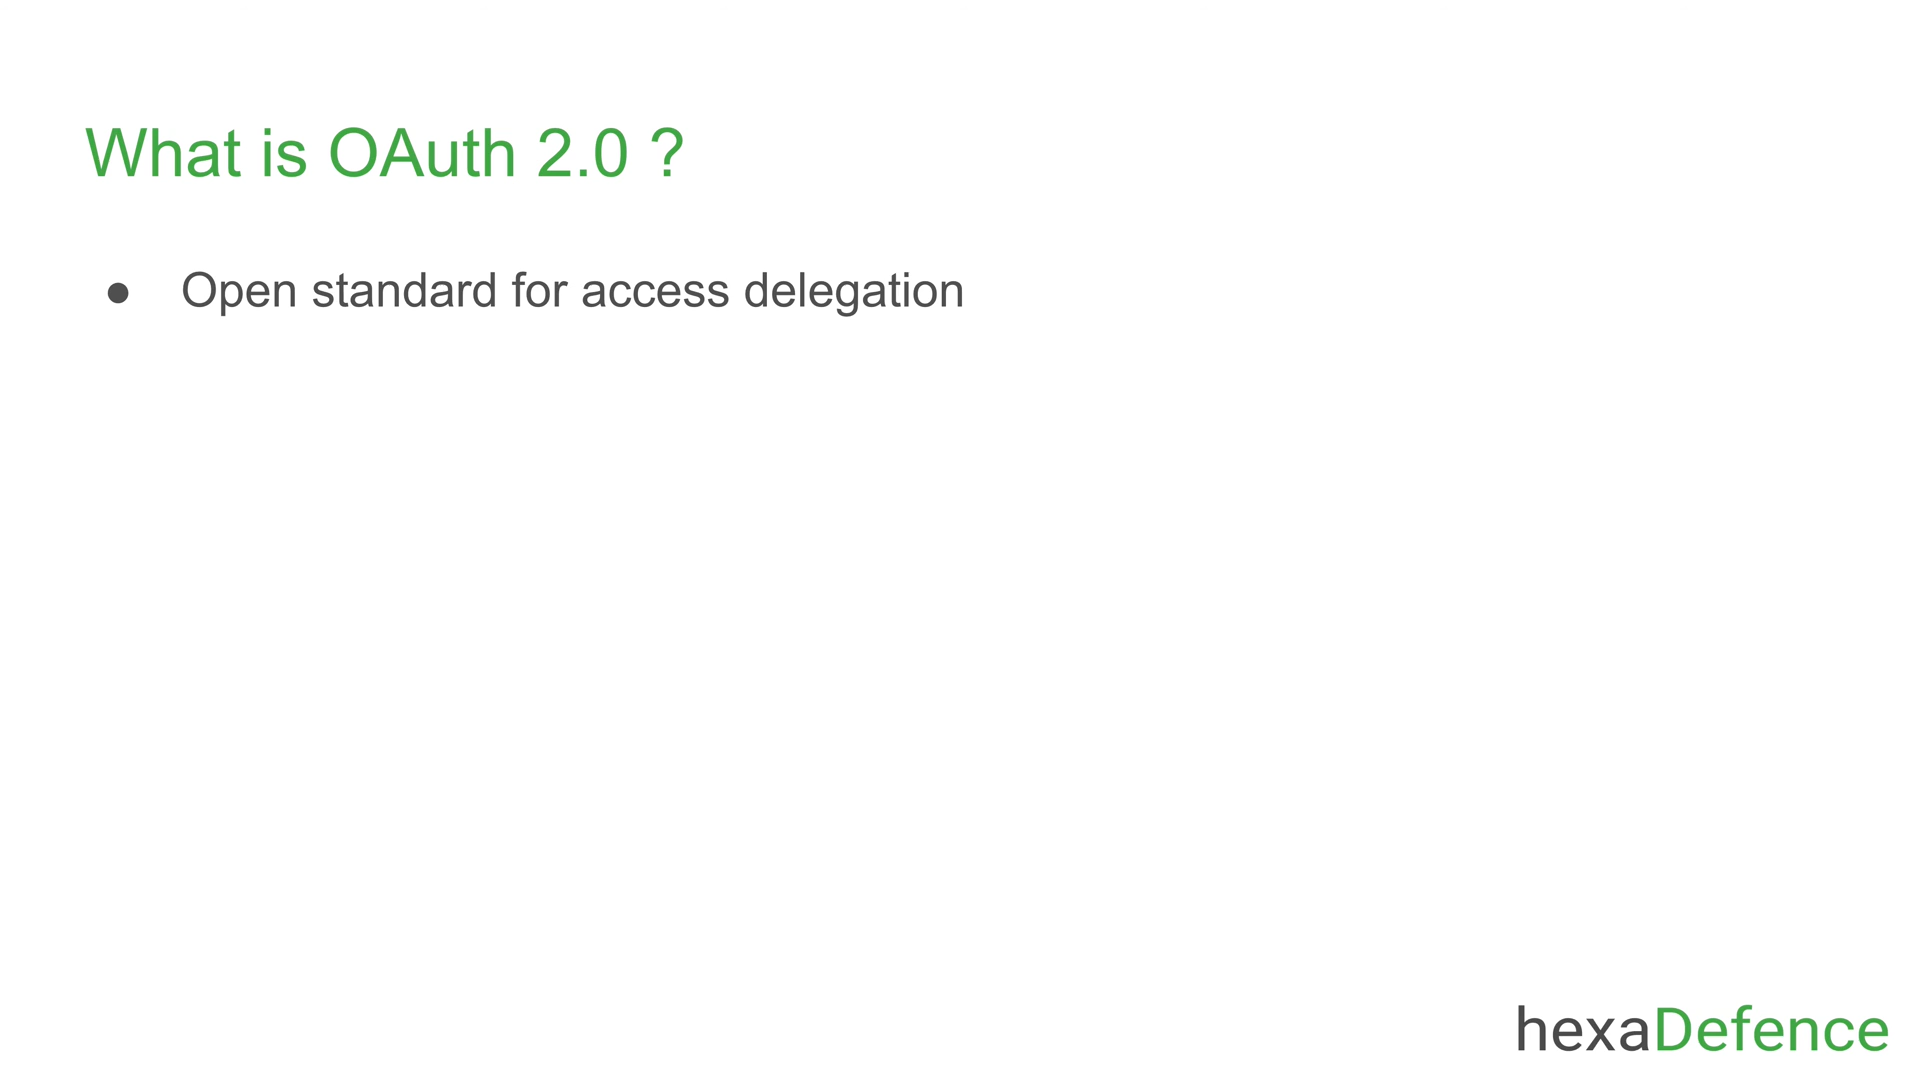 What is OAuth 2.0 ?
● Open standard for access delegation
hexaDefence